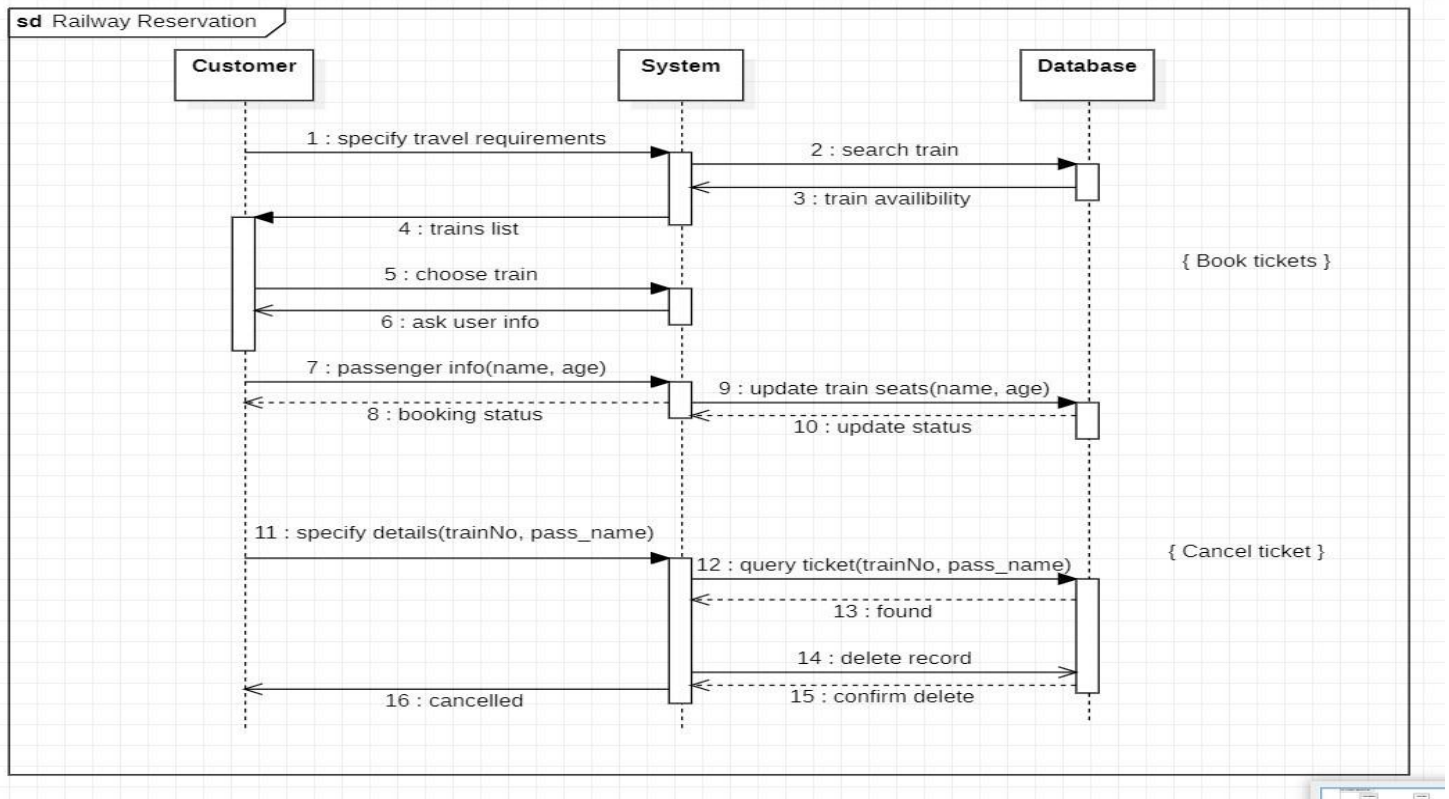 sd Railway Reservation
Customer
System
Database
1 : specify travel requirements
2 : search train
3 : train availibility
4 : trains list
{ Book tickets }
5 : choose train
6 : ask user info
7 : passenger info(name, age)
9 : update train seats(name, age)
8 : booking status
10 : update status
11 : specify details(trainNo, pass_name)
{ Cancel ticket }
12 : query ticket(trainNo, pass_name)
13 : found
14 : delete record
15 : confirm delete
16 : cancelled